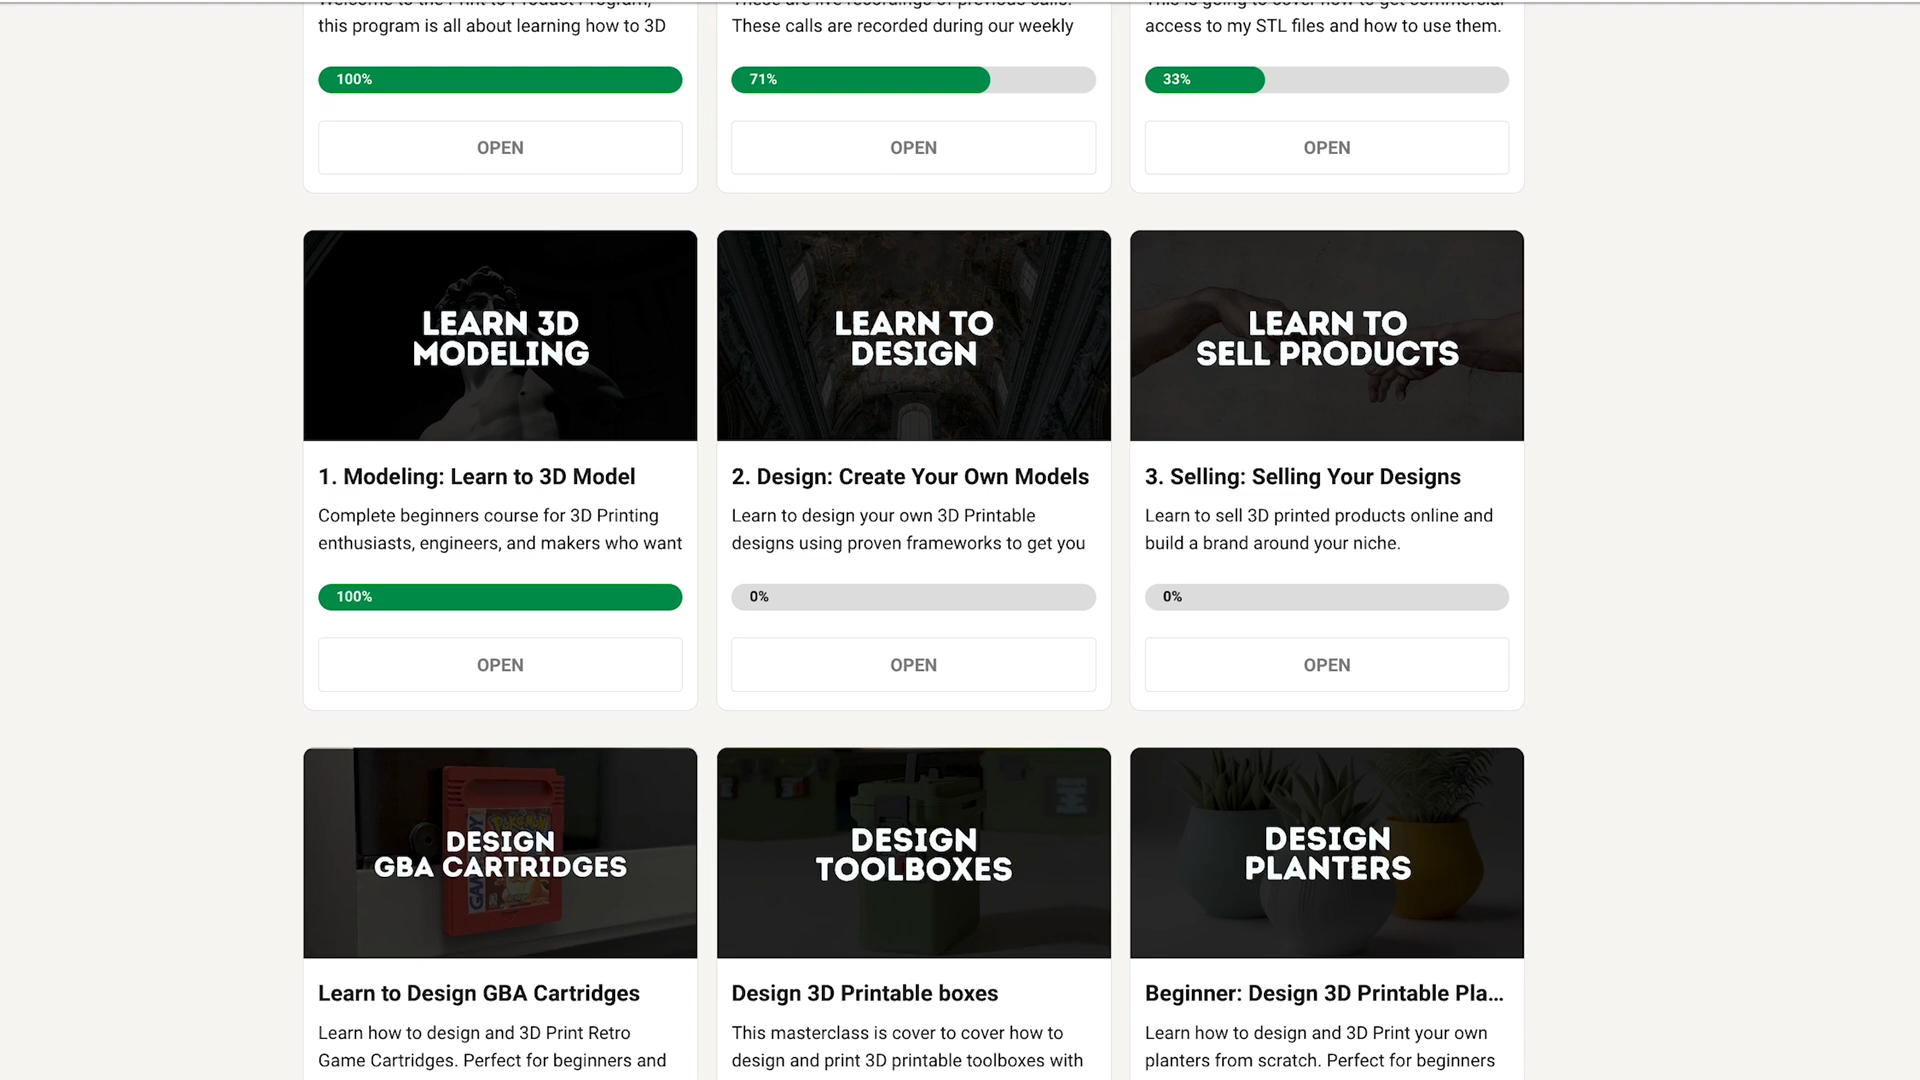 this program is all about learning how to 3D
These calls are recorded during our weekly
access to my STL files and how to use them.
100%
71%
33%
OPEN
OPEN
OPEN
LEARN 3D
MODELING
LEARN TO
DESIGN
LEARN TO
SELL PRODUCTS
1. Modeling: Learn to 3D Model
Complete beginners course for 3D Printing
enthusiasts, engineers, and makers who want
100%
OPEN
2. Design: Create Your Own Models
Learn to design your own 3D Printable
designs using proven frameworks to get you
0%
OPEN
3. Selling: Selling Your Designs
Learn to sell 3D printed products online and
build a brand around your niche.
0%
OPEN
DESIGN
GBA CARTRIDGES
DESIGN
TOOLBOXES
DESIGN
PLANTERS
Learn to Design GBA Cartridges
Learn how to design and 3D Print Retro
Game Cartridges. Perfect for beginners and
Design 3D Printable boxes
This masterclass is cover to cover how to
design and print 3D printable toolboxes with
Beginner: Design 3D Printable Pla...
Learn how to design and 3D Print your own
planters from scratch. Perfect for beginners